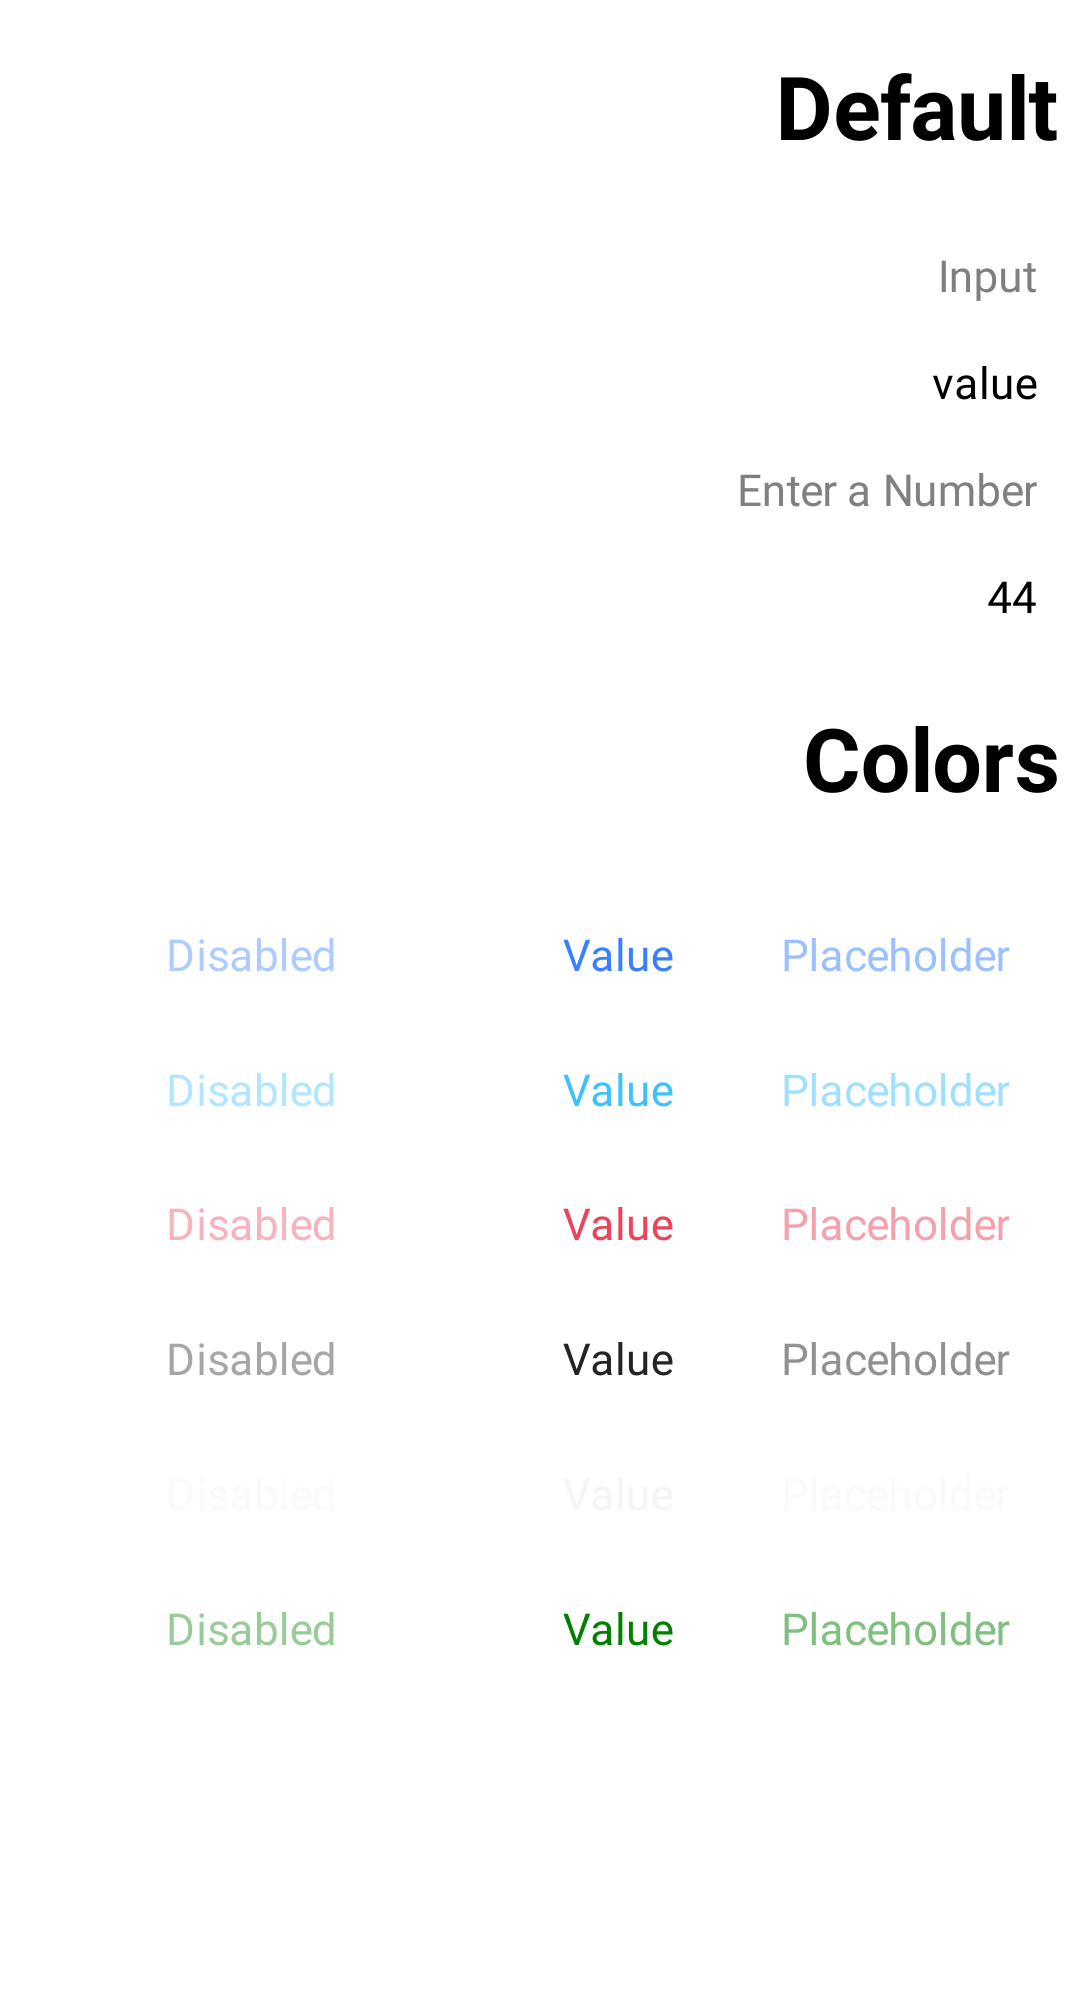 Default
Input
value
Enter a Number
44
Colors
Disabled Value Placeholder
Disabled Value Placeholder
Disabled Value Placeholder
Disabled Value Placeholder
Disabled Value Placeholder
Disabled Value Placeholder